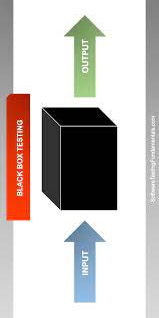 OUTPUT
BLACK BOX TESTING
SoftwareTestingFundamentals.com
INPUT